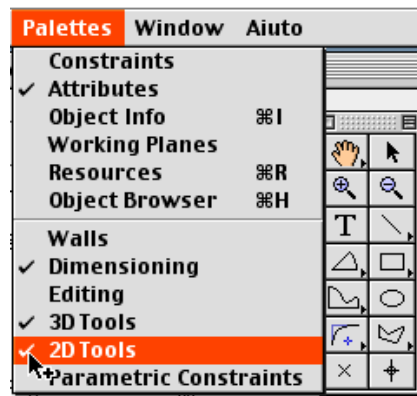 Palettes Window Aiuto
Constraints
✓ Attributes
Object Info ⌘I
Working Planes
Resources ⌘R
Object Browser ⌘H
Walls
✓ Dimensioning
Editing
✓ 3D Tools
✓ 2D Tools
Parametric Constraints
T